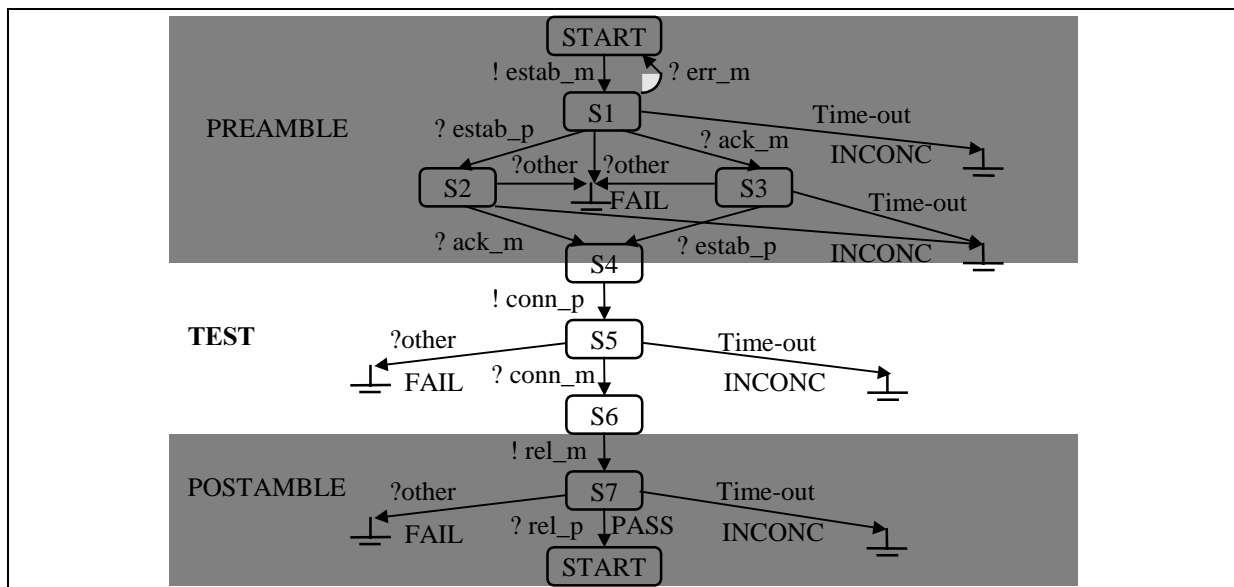 START
! estab_m
? err_m
S1
Time-out
PREAMBLE
? estab_p
? ack_m
INCONC
?other
?other
S2
S3
FAIL
Time-out
? ack_m
? estab_p
INCONC
S4
! conn_p
TEST
?other
S5
Time-out
FAIL
? conn_m
INCONC
S6
! rel_m
POSTAMBLE
?other
S7
Time-out
FAIL
? rel_p
PASS
INCONC
START